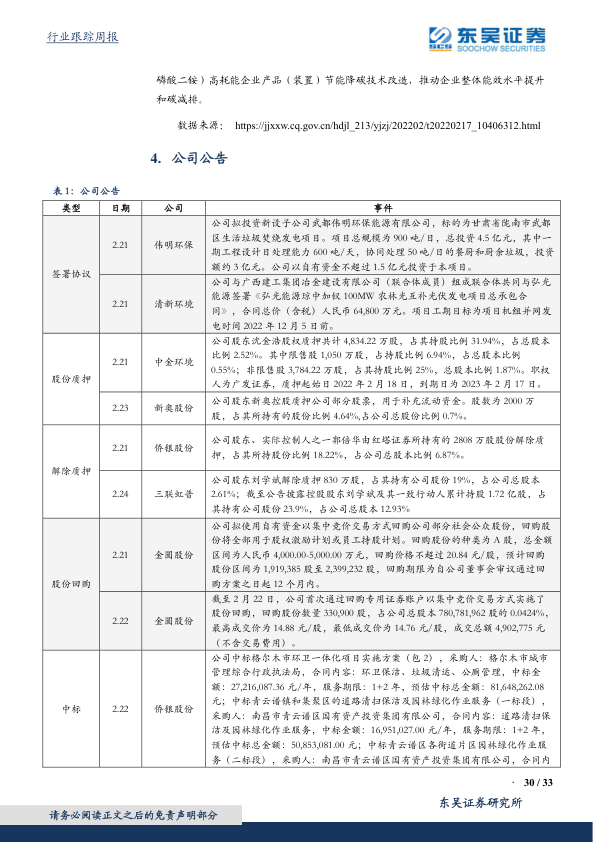 行业跟踪周报
东吴证券
SCS
SOOCHOW SECURITIES
磷酸二铵）高耗能企业产品（装置）节能降碳技术改造，推动企业整体能效水平提升
和碳减排。
数据来源： https://jjxxw.cq.gov.cn/hdjl_213/yjzj/202202/t20220217_10406312.html
4. 公司公告
表 1：公司公告
类型 日期 公司 事件
签署协议
2.21 伟明环保
公司拟投资新设子公司武都伟明环保能源有限公司，标的为甘肃省陇南市武都
区生活垃圾焚烧发电项目。项目总规模为 900 吨/日，总投资 4.5 亿元，其中一
期工程设计日处理能力 600 吨/天，协同处理 50 吨/日的餐厨和厨余垃圾，投资
额约 3 亿元。公司以自有资金不超过 1.5 亿元投资于本项目。
2.21 清新环境
公司与广西建工集团冶金建设有限公司（联合体成员）组成联合体共同与弘光
能源签署《弘光能源琼中加钗 100MW 农林光互补光伏发电项目总承包合
同》，合同总价（含税）人民币 64,800 万元。项目工期目标为项目机组并网发
电时间 2022 年 12 月 5 日前。
股份质押
2.21 中金环境
公司股东沈金浩股权质押共计 4,834.22 万股，占其持股比例 31.94%，占总股本
比例 2.52%。其中限售股 1,050 万股，占持股比例 6.94%，占总股本比例
0.55%；非限售股 3,784.22 万股，占其持股比例 25%，总股本比例 1.87%。职权
人为广发证券，质押起始日 2022 年 2 月 18 日，到期日为 2023 年 2 月 17 日。
2.23 新奥股份
公司股东新奥控股质押公司部分股票，用于补充流动资金。股数为 2000 万
股，占其所持有的股份比例 4.64%,占公司总股份比例 0.7%。
解除质押
2.21 侨银股份
公司股东、实际控制人之一郭倍华由红塔证券所持有的 2808 万股股份解除质
押，占其所持股份比例 18.22%，占公司总股本比例 6.87%。
2.24 三联虹普
公司股东刘学斌解除质押 830 万股，占其持有公司股份 19%，占公司总股本
2.61%；截至公告披露控股股东刘学斌及其一致行动人累计持股 1.72 亿股，占
其持有公司股份 23.9%，占公司总股本 12.93%
股份回购
2.21 金圆股份
公司拟使用自有资金以集中竞价交易方式回购公司部分社会公众股份，回购股
份将全部用于股权激励计划或员工持股计划。回购股份的种类为 A 股，总金额
区间为人民币 4,000.00-5,000.00 万元，回购价格不超过 20.84 元/股，预计回购
股份区间为 1,919,385 至 2,399,232 股，回购期限为自公司董事会审议通过回
购方案之日起 12 个月内。
2.22 金圆股份
截至 2 月 22 日，公司首次通过回购专用证券账户以集中竞价交易方式实施了
股份回购，回购股份数量 330,900 股，占公司总股本 780,781,962 股的 0.0424%，
最高成交价为 14.88 元/股，最低成交价为 14.76 元/股，成交总额 4,902,775 元
（不含交易费用）。
中标
2.22 侨银股份
公司中标格尔木市环卫一体化项目实施方案（包 2），采购人：格尔木市城市
管理综合行政执法局，合同内容：环卫保洁、垃圾清运、公厕管理，中标金
额：27,216,087.36 元/年，服务期限：1+2 年，预估中标总金额：81,648,262.08
元；中标青云谱镇和集聚区的道路清扫保洁及园林绿化作业服务（一标段），
采购人：南昌市青云谱区国有资产投资集团有限公司，合同内容：道路清扫保
洁及园林绿化作业，中标金额：16,951,027.00 元/年，服务期限：1+2 年，
预估中标总金额：50,853,081.00 元；中标青云谱区各街道片区园林绿化作业服
务（二标段），采购人：南昌市青云谱区国有资产投资集团有限公司，合同内
30 / 33
东吴证券研究所
请务必阅读正文之后的免责声明部分